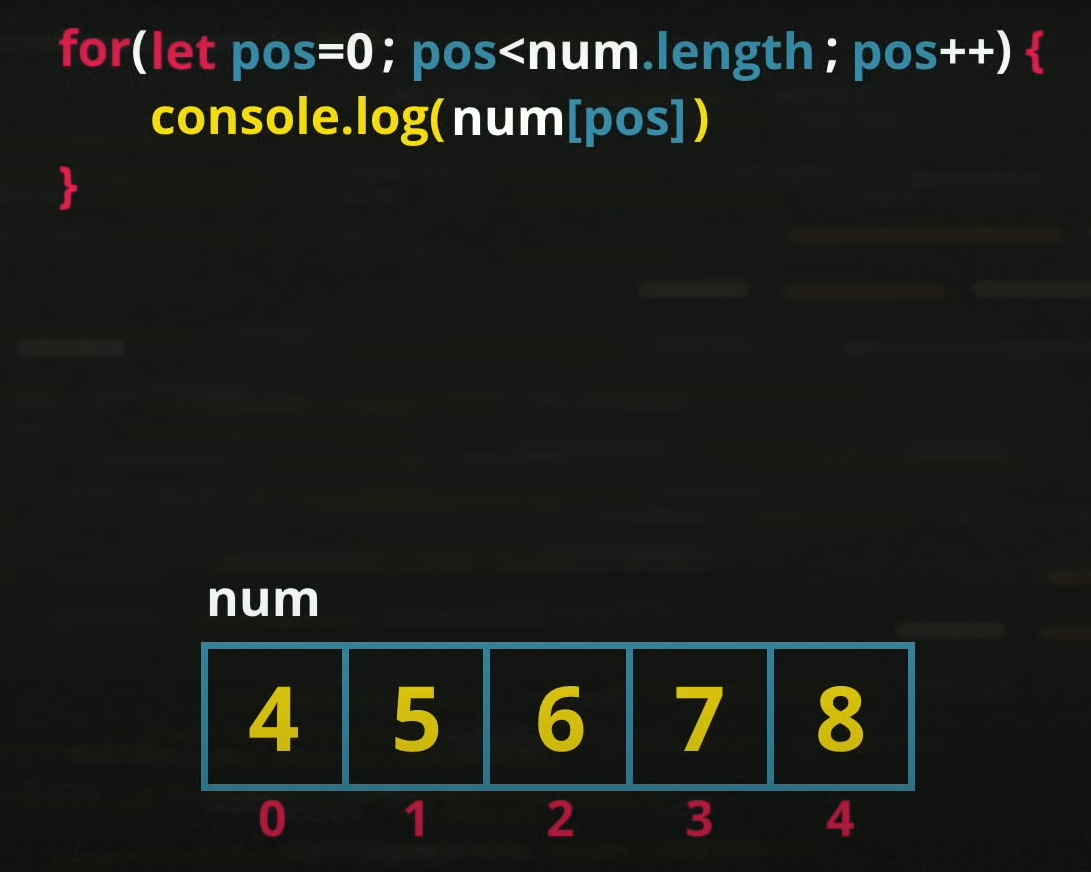 for(let pos=0; pos<num.length; pos++) {
console.log(num[pos])
}
num
4 5 6 7 8
0 1 2 3 4